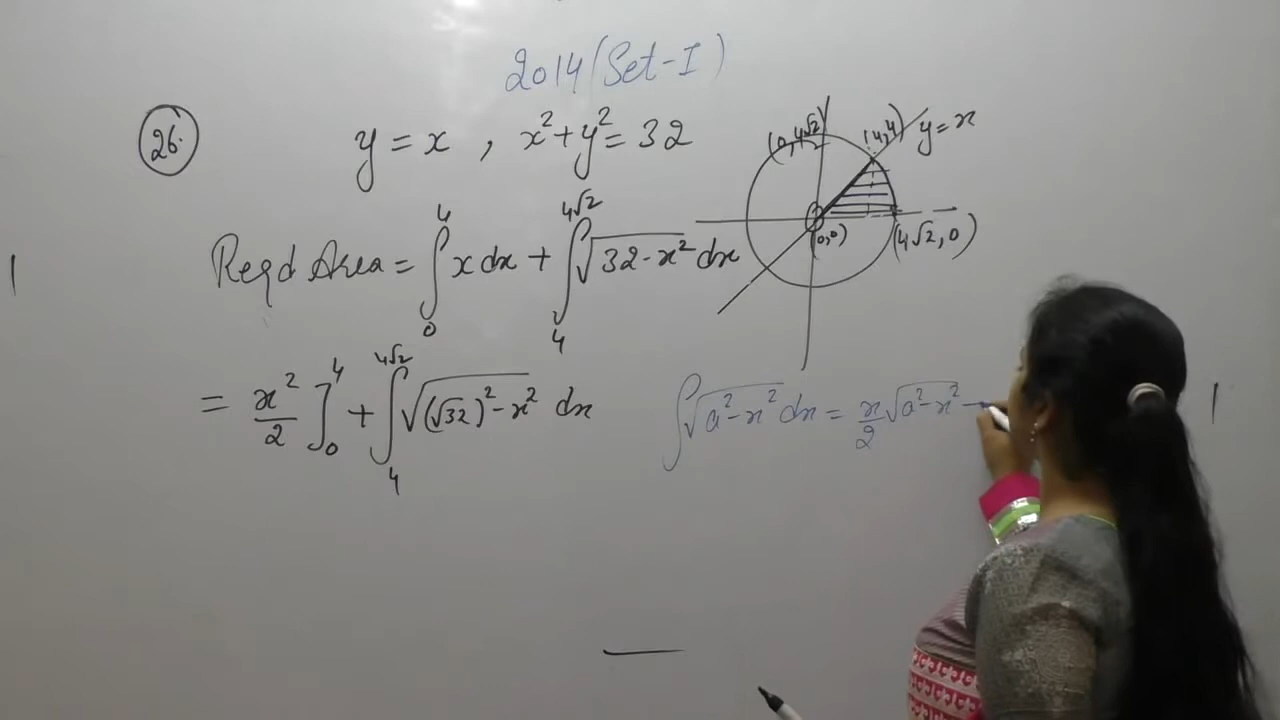 2014 (Set-I)
26.
y = x , x²+y²= 32
(0,4√2) (4,4) y=x
(0,0) (4√2,0)
Reqd Area = ∫₀⁴ x dx + ∫₄^{4√2} √(32-x²) dx
= x²/2 ]₀⁴ + ∫₄^{4√2} √((√32)²-x²) dx
∫√(a²-x²) dx = x/2 √(a²-x²) -